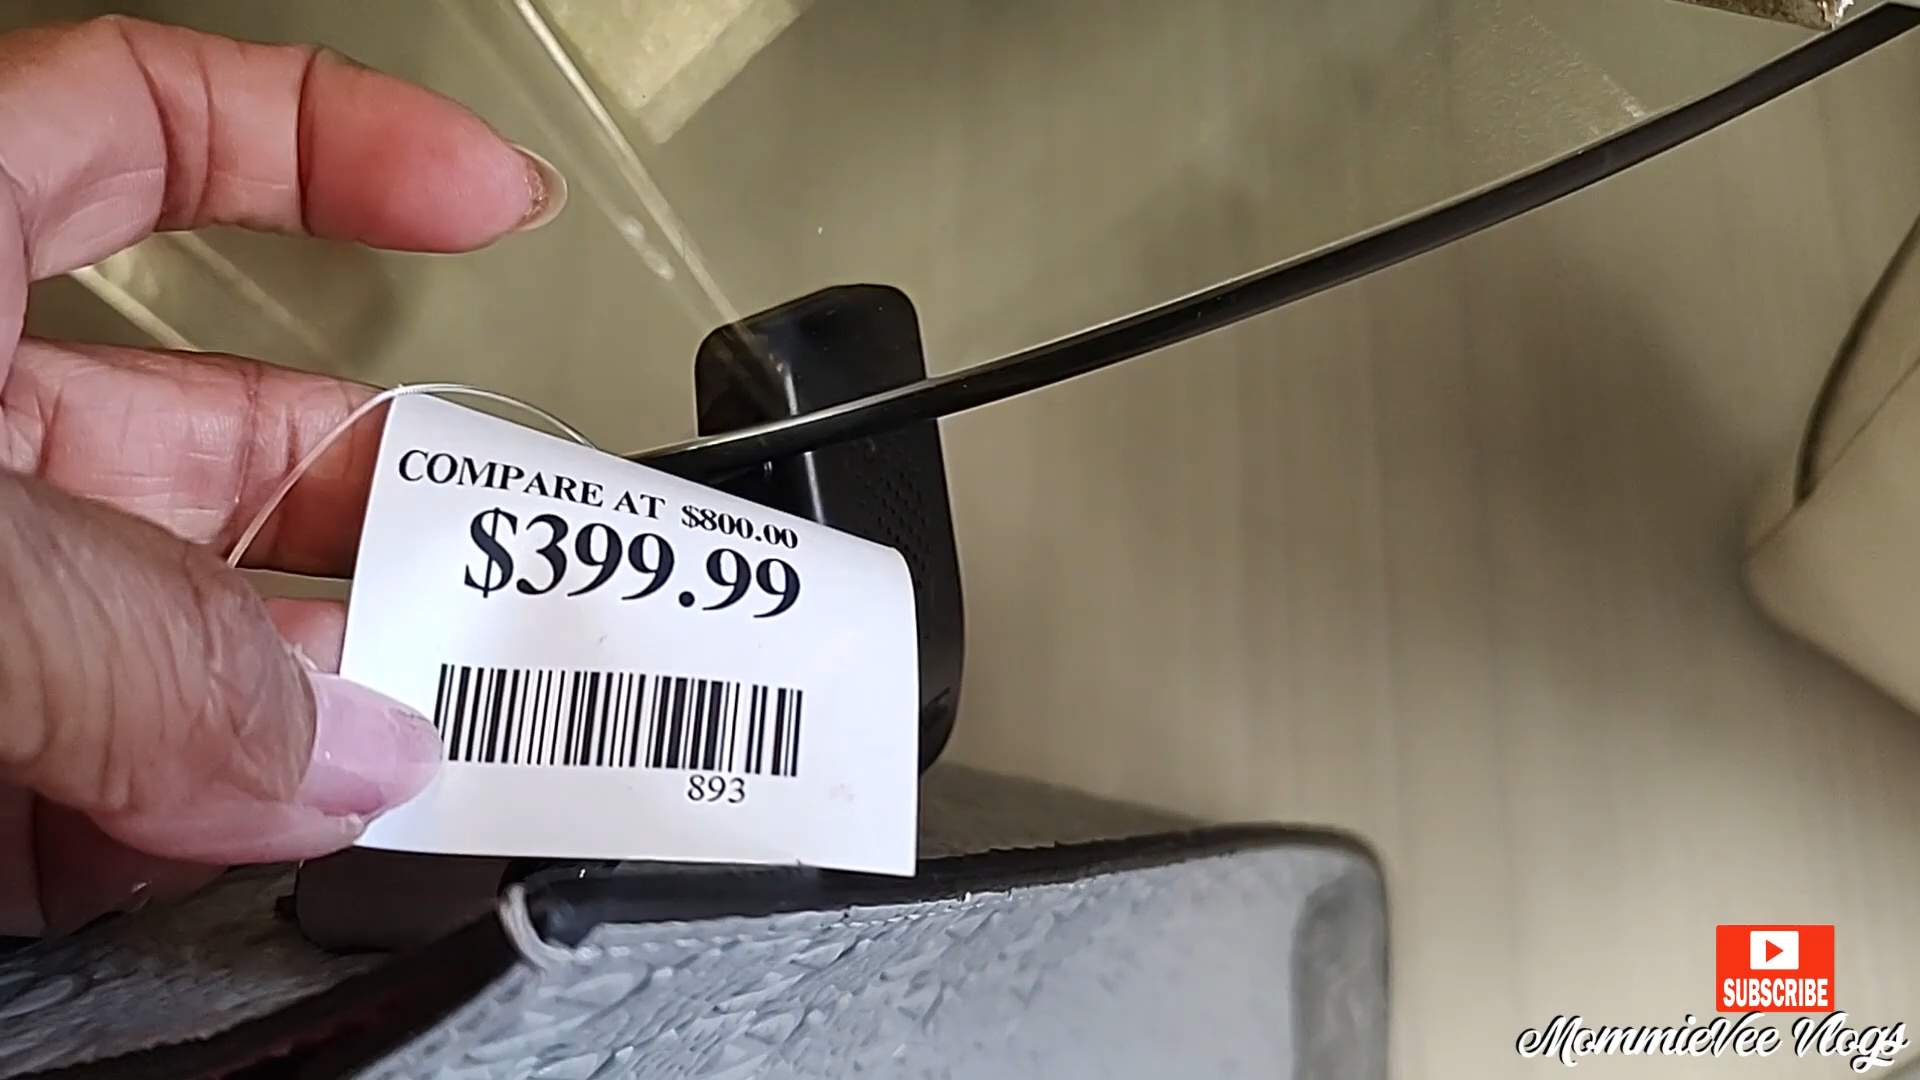 COMPARE AT $800.00
$399.99
893
SUBSCRIBE
MommieVee Vlogs